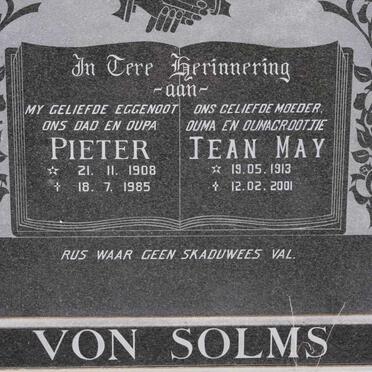 In Tere Herinnering
~aan~
MY GELIEFDE EGGENOOT
ONS DAD EN OUPA
PIETER
☆ 21. 11. 1908
✝ 18. 7. 1985
ONS GELIEFDE MOEDER,
OUMA EN OUMAGROOTJIE
JEAN MAY
☆ 19.05.1913
✝ 12.02.2001
RUS WAAR GEEN SKADUWEES VAL.
VON SOLMS